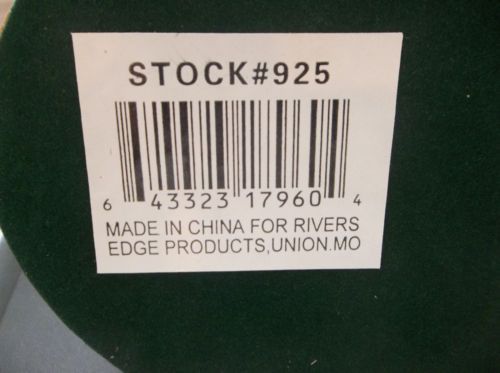 STOCK#925
6 43323 17960 4
MADE IN CHINA FOR RIVERS
EDGE PRODUCTS,UNION.MO